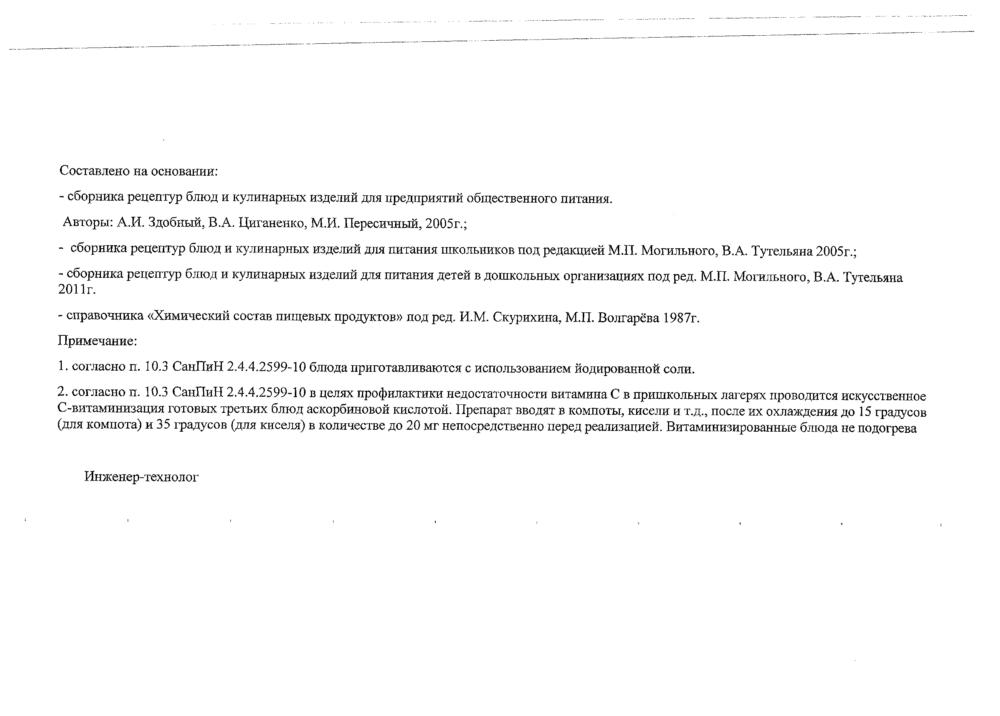 Составлено на основании:
- сборника рецептур блюд и кулинарных изделий для предприятий общественного питания.
Авторы: А.И. Здобный, В.А. Циганенко, М.И. Пересичный, 2005г.;
- сборника рецептур блюд и кулинарных изделий для питания школьников под редакцией М.П. Могильного, В.А. Тутельяна 2005г.;
- сборника рецептур блюд и кулинарных изделий для питания детей в дошкольных организациях под ред. М.П. Могильного, В.А. Тутельяна
2011г.
- справочника «Химический состав пищевых продуктов» под ред. И.М. Скурихина, М.П. Волгарёва 1987г.
Примечание:
1. согласно п. 10.3 СанПиН 2.4.4.2599-10 блюда приготавливаются с использованием йодированной соли.
2. согласно п. 10.3 СанПиН 2.4.4.2599-10 в целях профилактики недостаточности витамина С в пришкольных лагерях проводится искусственное
С-витаминизация готовых третьих блюд аскорбиновой кислотой. Препарат вводят в компоты, кисели и т.д., после их охлаждения до 15 градусов
(для компота) и 35 градусов (для киселя) в количестве до 20 мг непосредственно перед реализацией. Витаминизированные блюда не подогрева
Инженер-технолог